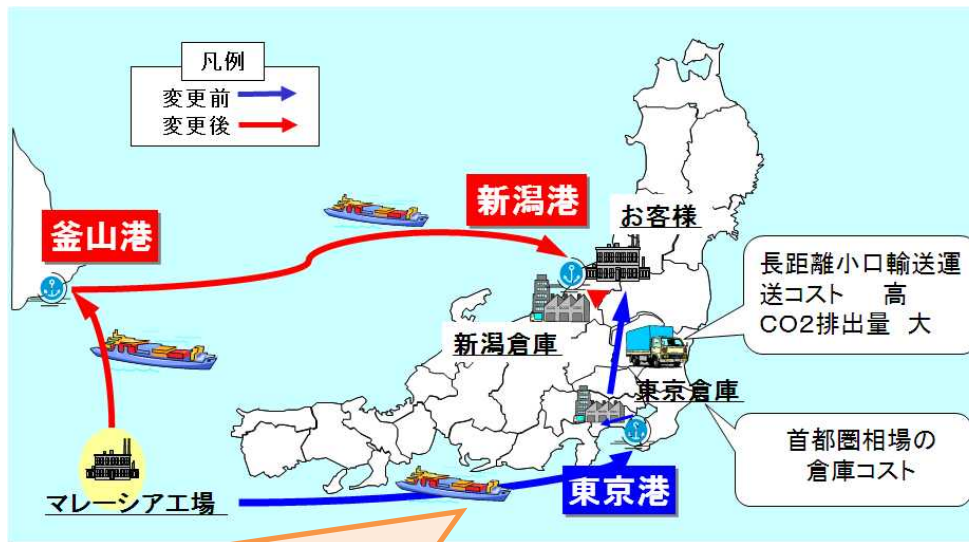 凡例
変更前
変更後
釜山港
新潟港
お客様
長距離小口輸送運
送コスト 高
CO2排出量 大
新潟倉庫
東京倉庫
首都圏相場の
倉庫コスト
マレーシア工場
東京港